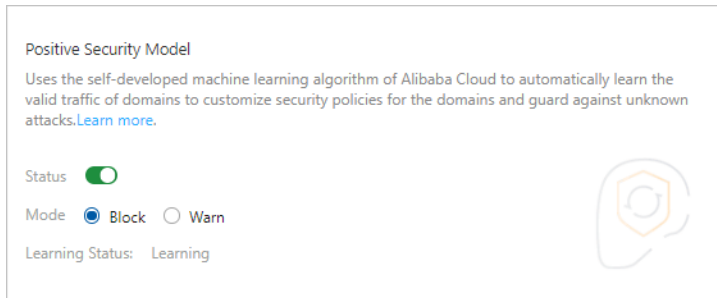 Positive Security Model
Uses the self-developed machine learning algorithm of Alibaba Cloud to automatically learn the
valid traffic of domains to customize security policies for the domains and guard against unknown
attacks.Learn more.
Status
Mode Block Warn
Learning Status: Learning